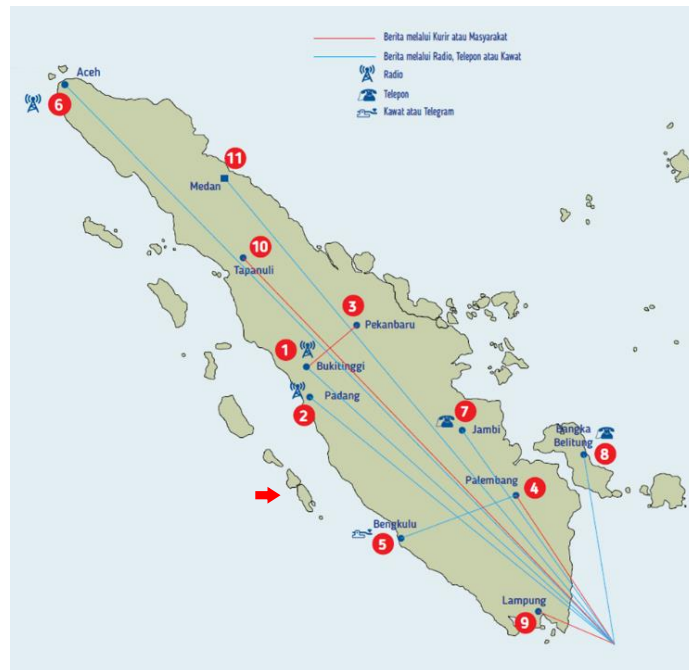 Berita melalui Kurir atau Masyarakat
Berita melalui Radio, Telepon atau Kawat
Radio
Telepon
Kawat atau Telegram
Aceh
6
11
Medan
10
Tapanuli
3
Pekanbaru
1
Bukitinggi
Padang
2
7
Jambi
Bangka
Belitung
8
Palembang
4
Bengkulu
5
Lampung
9